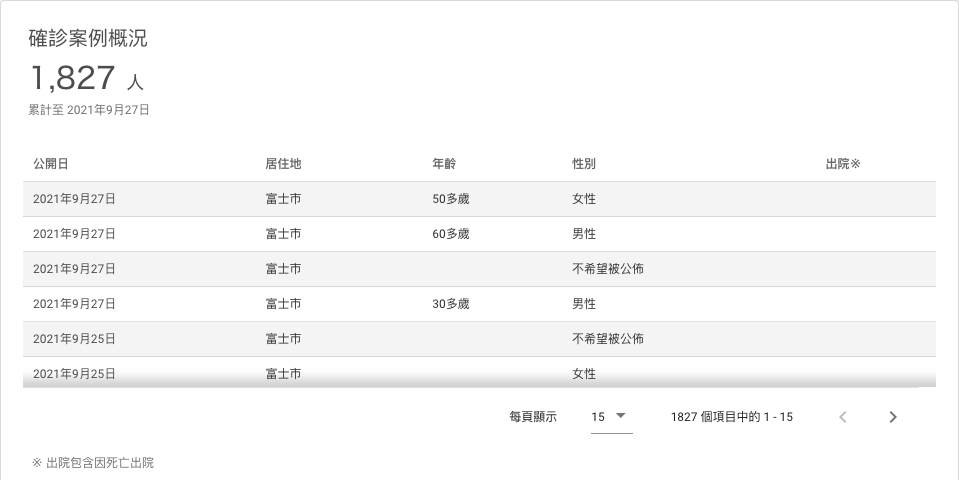 確診案例概況
1,827 人
累計至 2021年9月27日
公開日 居住地 年齡 性別 出院※
2021年9月27日 富士市 50多歲 女性
2021年9月27日 富士市 60多歲 男性
2021年9月27日 富士市 不希望被公佈
2021年9月27日 富士市 30多歲 男性
2021年9月25日 富士市 不希望被公佈
2021年9月25日 富士市 女性
每頁顯示 15 1827 個項目中的 1 - 15
※ 出院包含因死亡出院